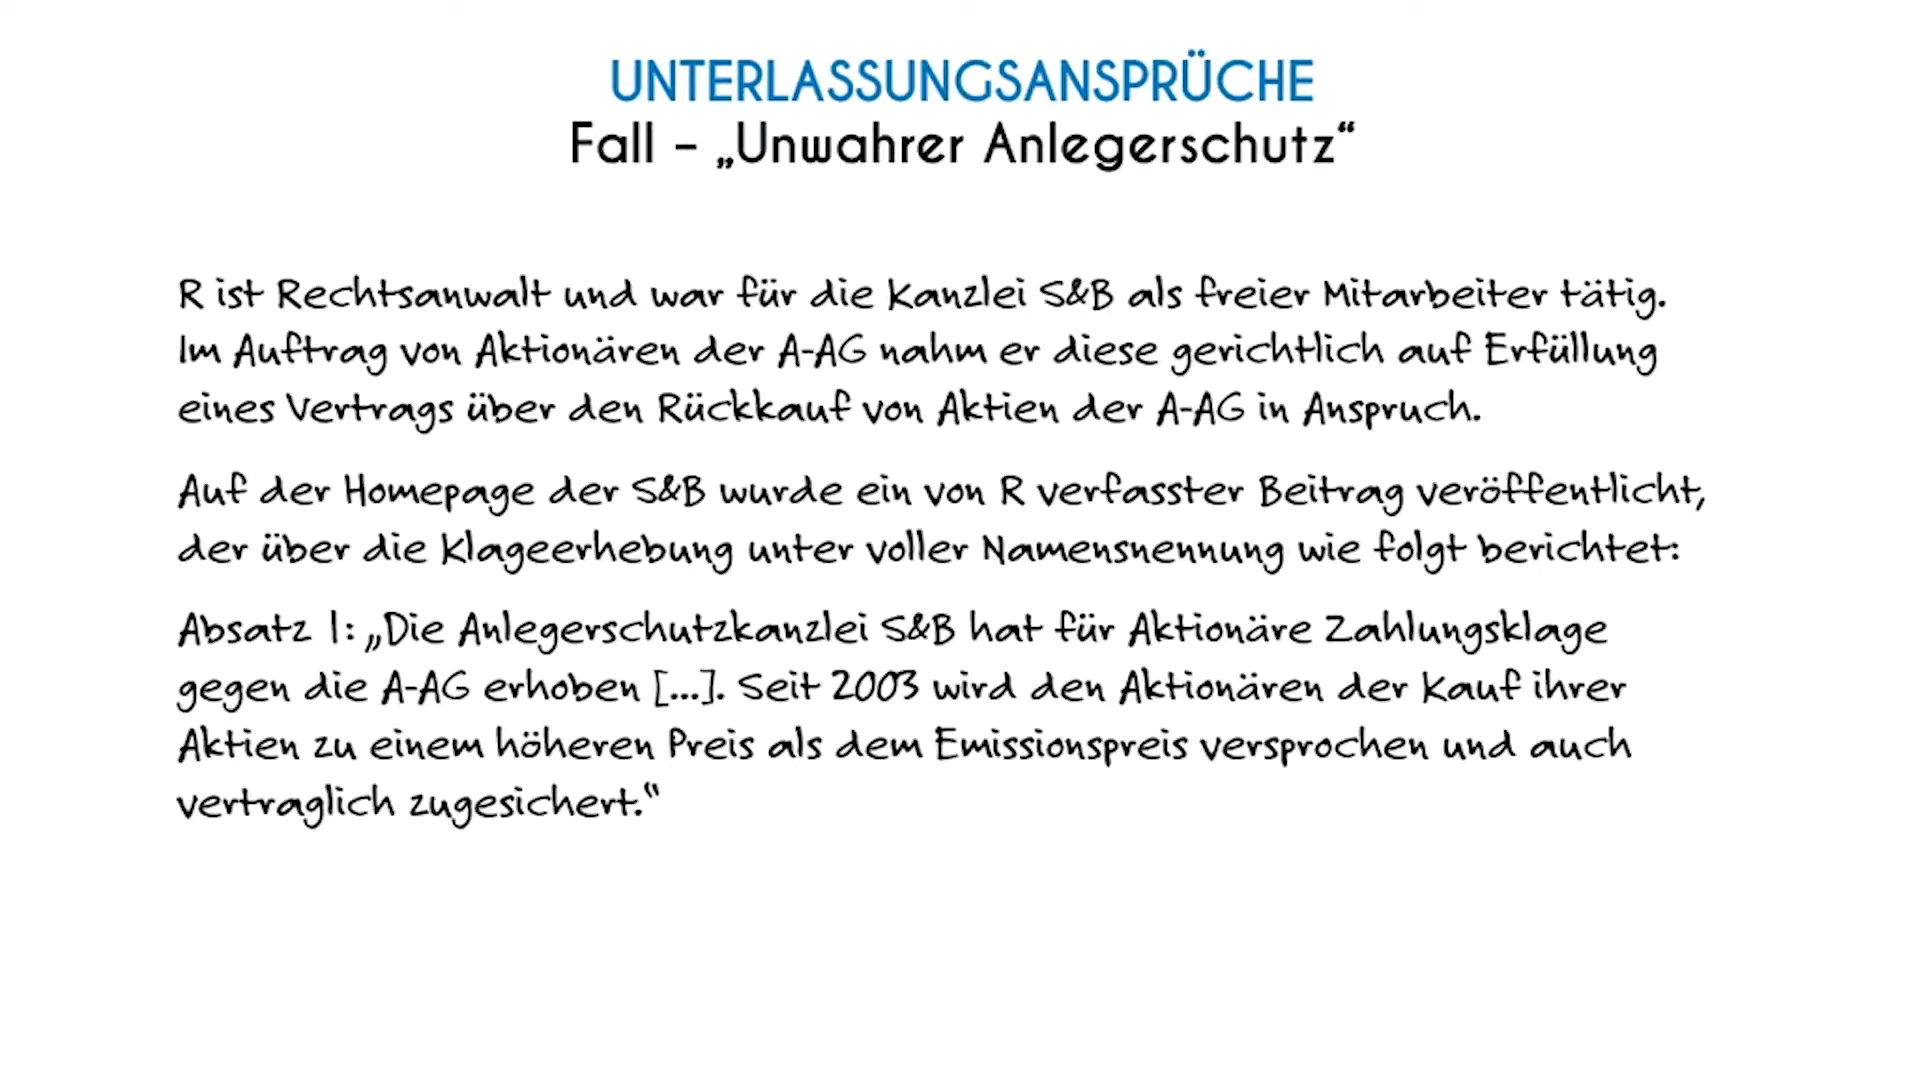 UNTERLASSUNGSANSPRÜCHE
Fall – „Unwahrer Anlegerschutz“
R ist Rechtsanwalt und war für die Kanzlei S&B als freier Mitarbeiter tätig.
Im Auftrag von Aktionären der A-AG nahm er diese gerichtlich auf Erfüllung
eines Vertrags über den Rückkauf von Aktien der A-AG in Anspruch.
Auf der Homepage der S&B wurde ein von R verfasster Beitrag veröffentlicht,
der über die Klageerhebung unter voller Namensnennung wie folgt berichtet:
Absatz 1: „Die Anlegerschutzkanzlei S&B hat für Aktionäre Zahlungsklage
gegen die A-AG erhoben [...]. Seit 2003 wird den Aktionären der Kauf ihrer
Aktien zu einem höheren Preis als dem Emissionspreis versprochen und auch
vertraglich zugesichert.“